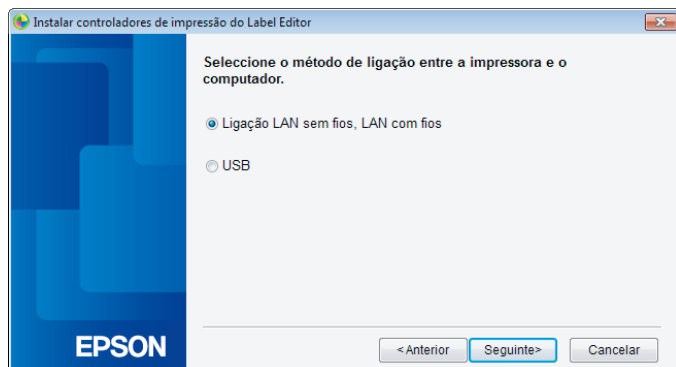 Instalar controladores de impressão do Label Editor
Seleccione o método de ligação entre a impressora e o
computador.
Ligação LAN sem fios, LAN com fios
USB
EPSON
<Anterior
Seguinte>
Cancelar